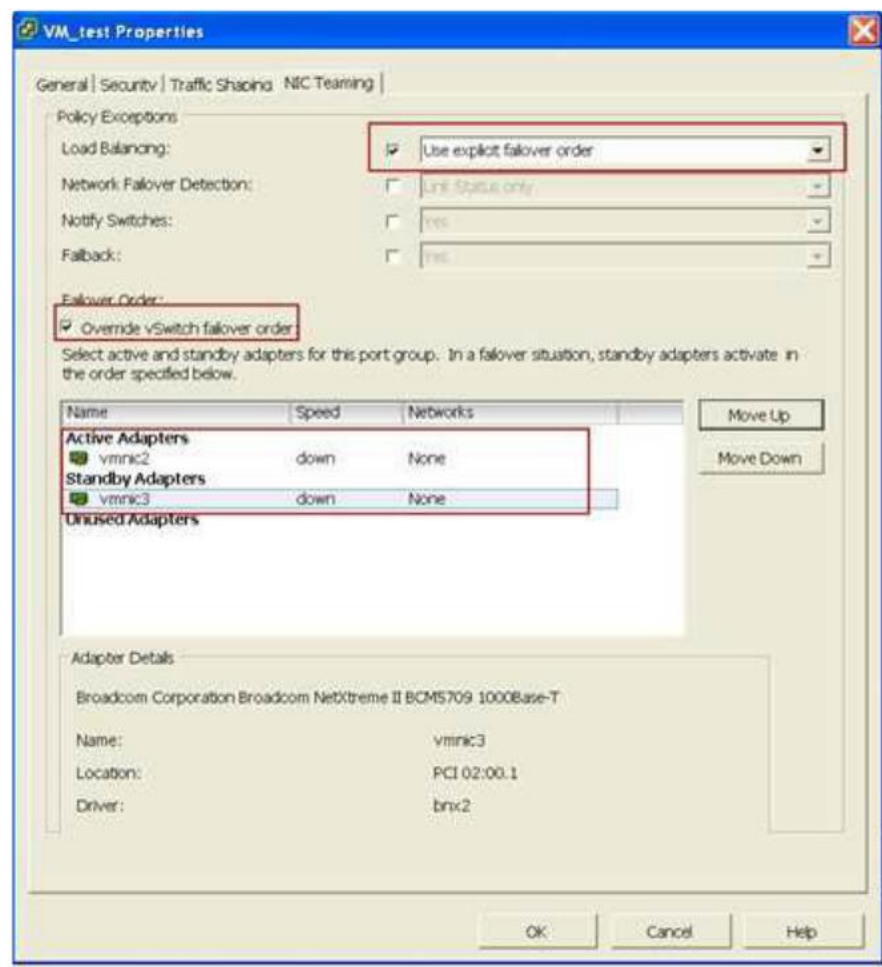 VM_test Properties
General Security Traffic Shaping NIC Teaming
Policy Exceptions
Load Balancing: Use explicit failover order
Network Failover Detection: Link Status only
Notify Switches: Yes
Failback: Yes
Failover Order:
Override vSwitch failover order:
Select active and standby adapters for this port group. In a failover situation, standby adapters activate in
the order specified below.
Name Speed Networks
Move Up
Active Adapters
vmnic2 down None
Move Down
Standby Adapters
vmnic3 down None
Unused Adapters
Adapter Details
Broadcom Corporation Broadcom NetXtreme II BCM5709 1000Base-T
Name: vmnic3
Location: PCI 02:00.1
Driver: bnx2
OK Cancel Help